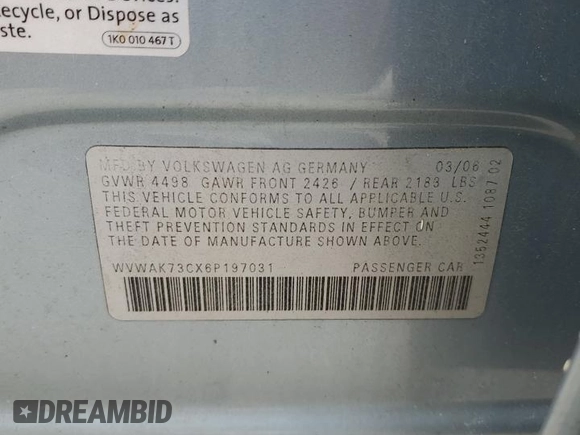 Recycle, or Dispose as
1K0 010 467 T
MFD BY VOLKSWAGEN AG GERMANY 03/06
GVWR 4498 GAWR FRONT 2426 / REAR 2183 LBS
THIS VEHICLE CONFORMS TO ALL APPLICABLE U.S.
FEDERAL MOTOR VEHICLE SAFETY, BUMPER AND
THEFT PREVENTION STANDARDS IN EFFECT ON
THE DATE OF MANUFACTURE SHOWN ABOVE.
WVWAK73CX6P197031 PASSENGER CAR
1352444 1087 02
DREAMBID